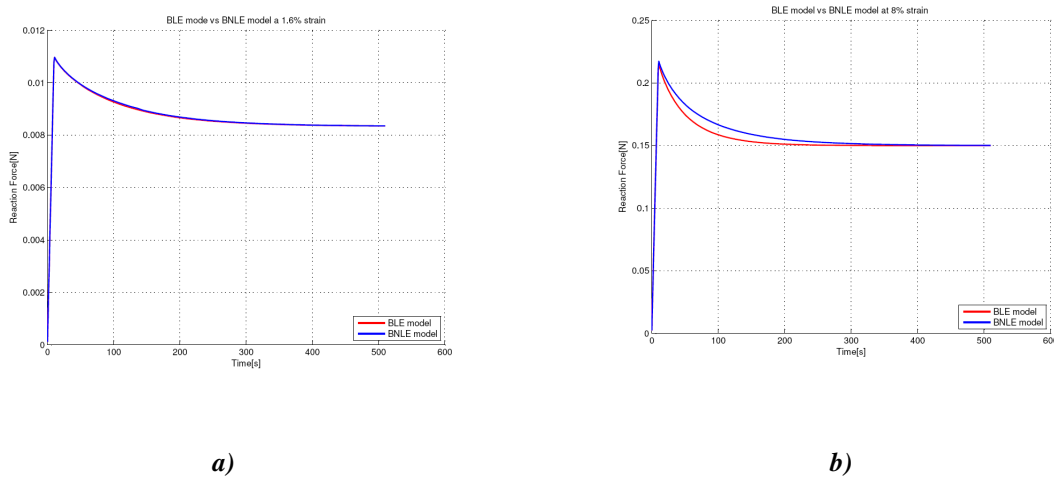 BLE mode vs BNLE model a 1.6% strain
0.012
0.01
0.008
0.006
0.004
0.002
0
Reaction Force[N]
0 100 200 300 400 500 600
Time[s]
BLE model
BNLE model
a)
BLE model vs BNLE model at 8% strain
0.25
0.2
0.15
0.1
0.05
0
Reaction Force[N]
0 100 200 300 400 500 600
Time[s]
BLE model
BNLE model
b)